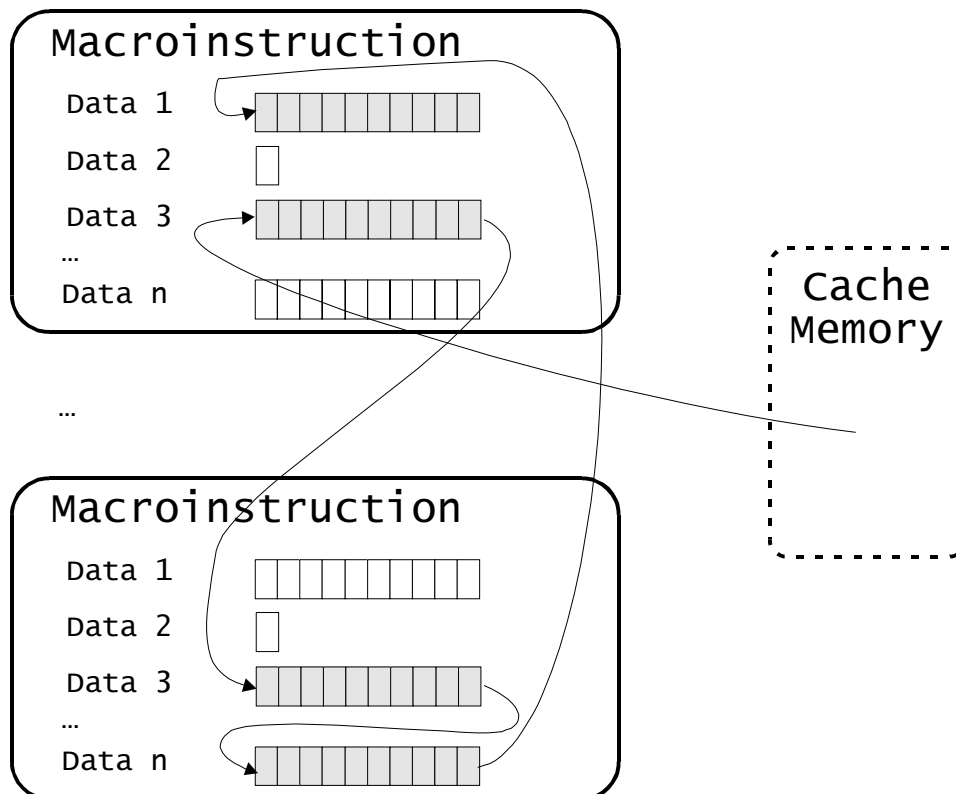 Macroinstruction
Data 1
Data 2
Data 3
…
Data n
Cache
Memory
…
Macroinstruction
Data 1
Data 2
Data 3
…
Data n